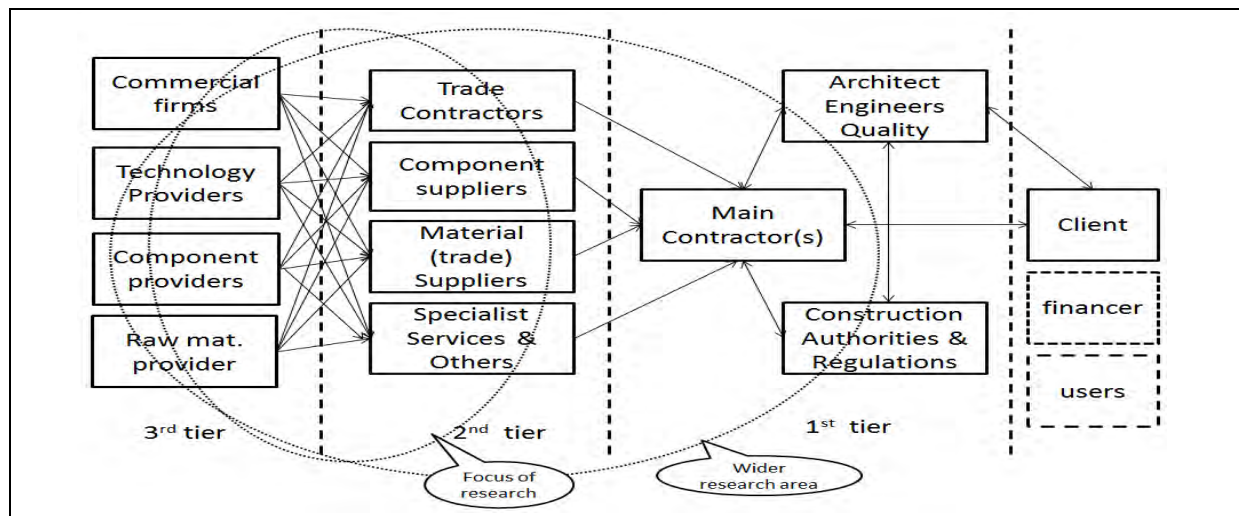 Commercial
firms
Technology
Providers
Component
providers
Raw mat.
provider
3rd tier
Trade
Contractors
Component
suppliers
Material
(trade)
Suppliers
Specialist
Services &
Others
2nd tier
Focus of
research
Main
Contractor(s)
Architect
Engineers
Quality
Construction
Authorities &
Regulations
1st tier
Wider
research area
Client
financer
users